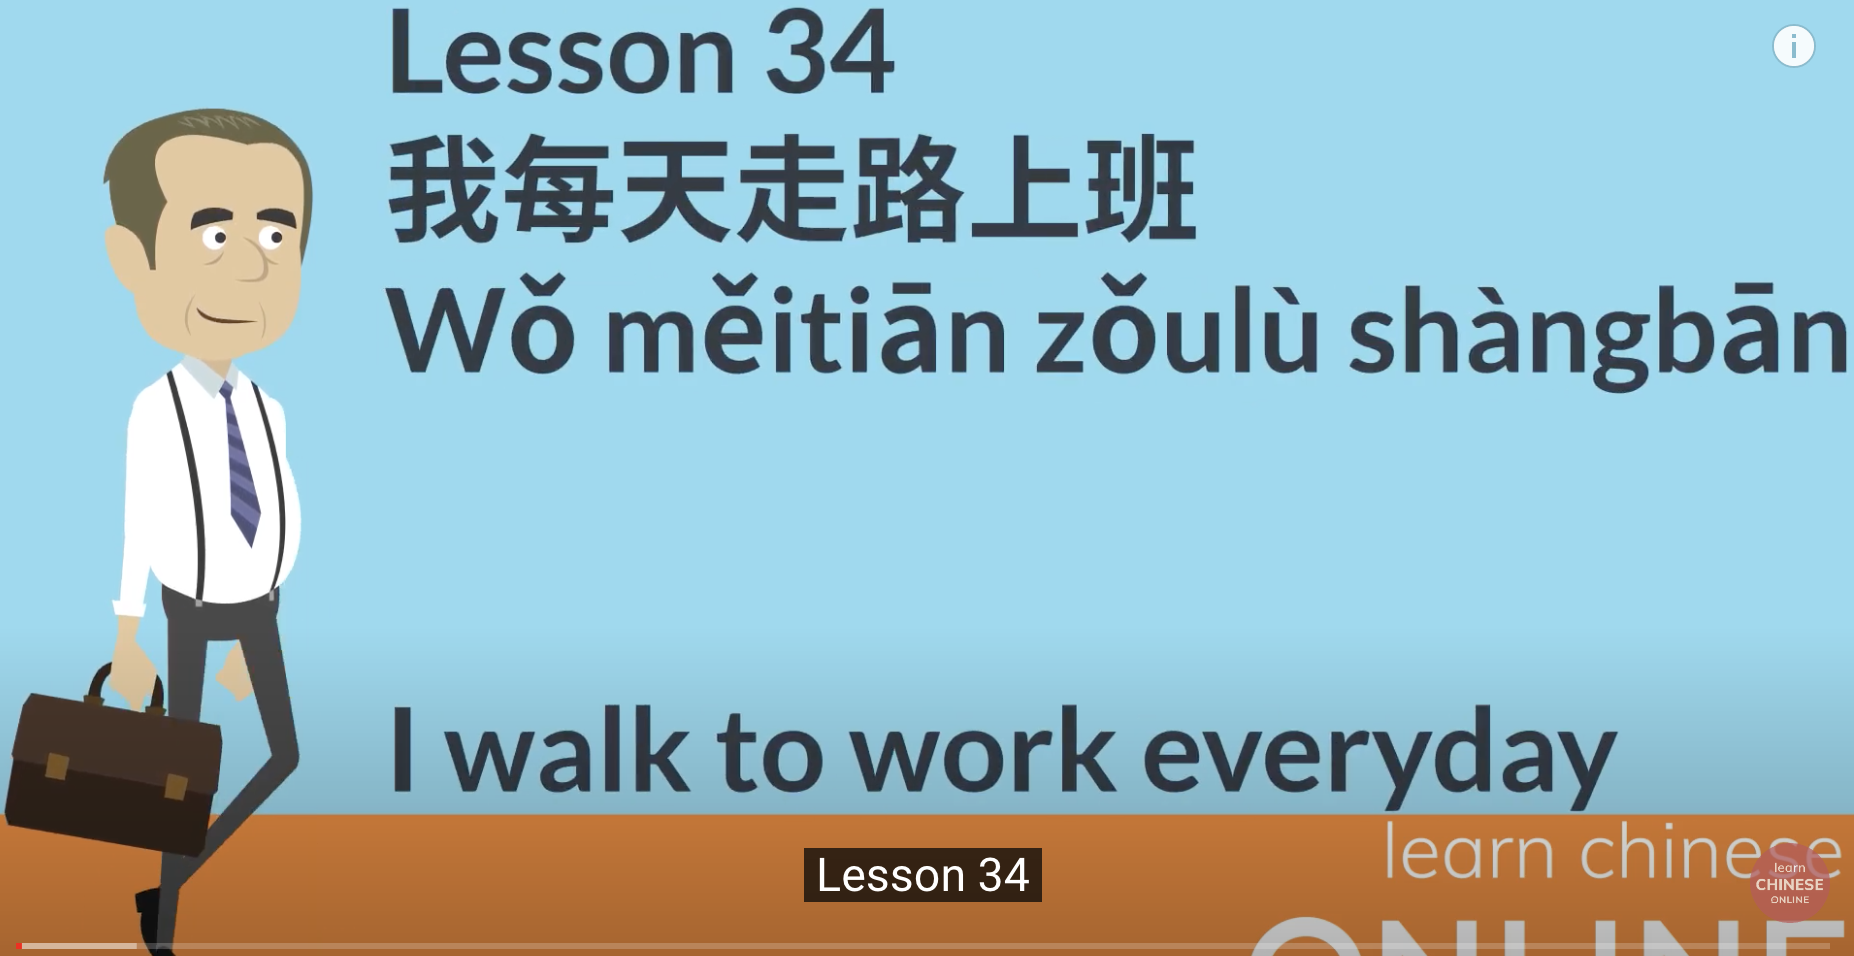 Lesson 34
我每天走路上班
Wǒ měitiān zǒulù shàngbān
I walk to work everyday
learn chinese
ONLINE
learn
CHINESE
ONLINE
Lesson 34